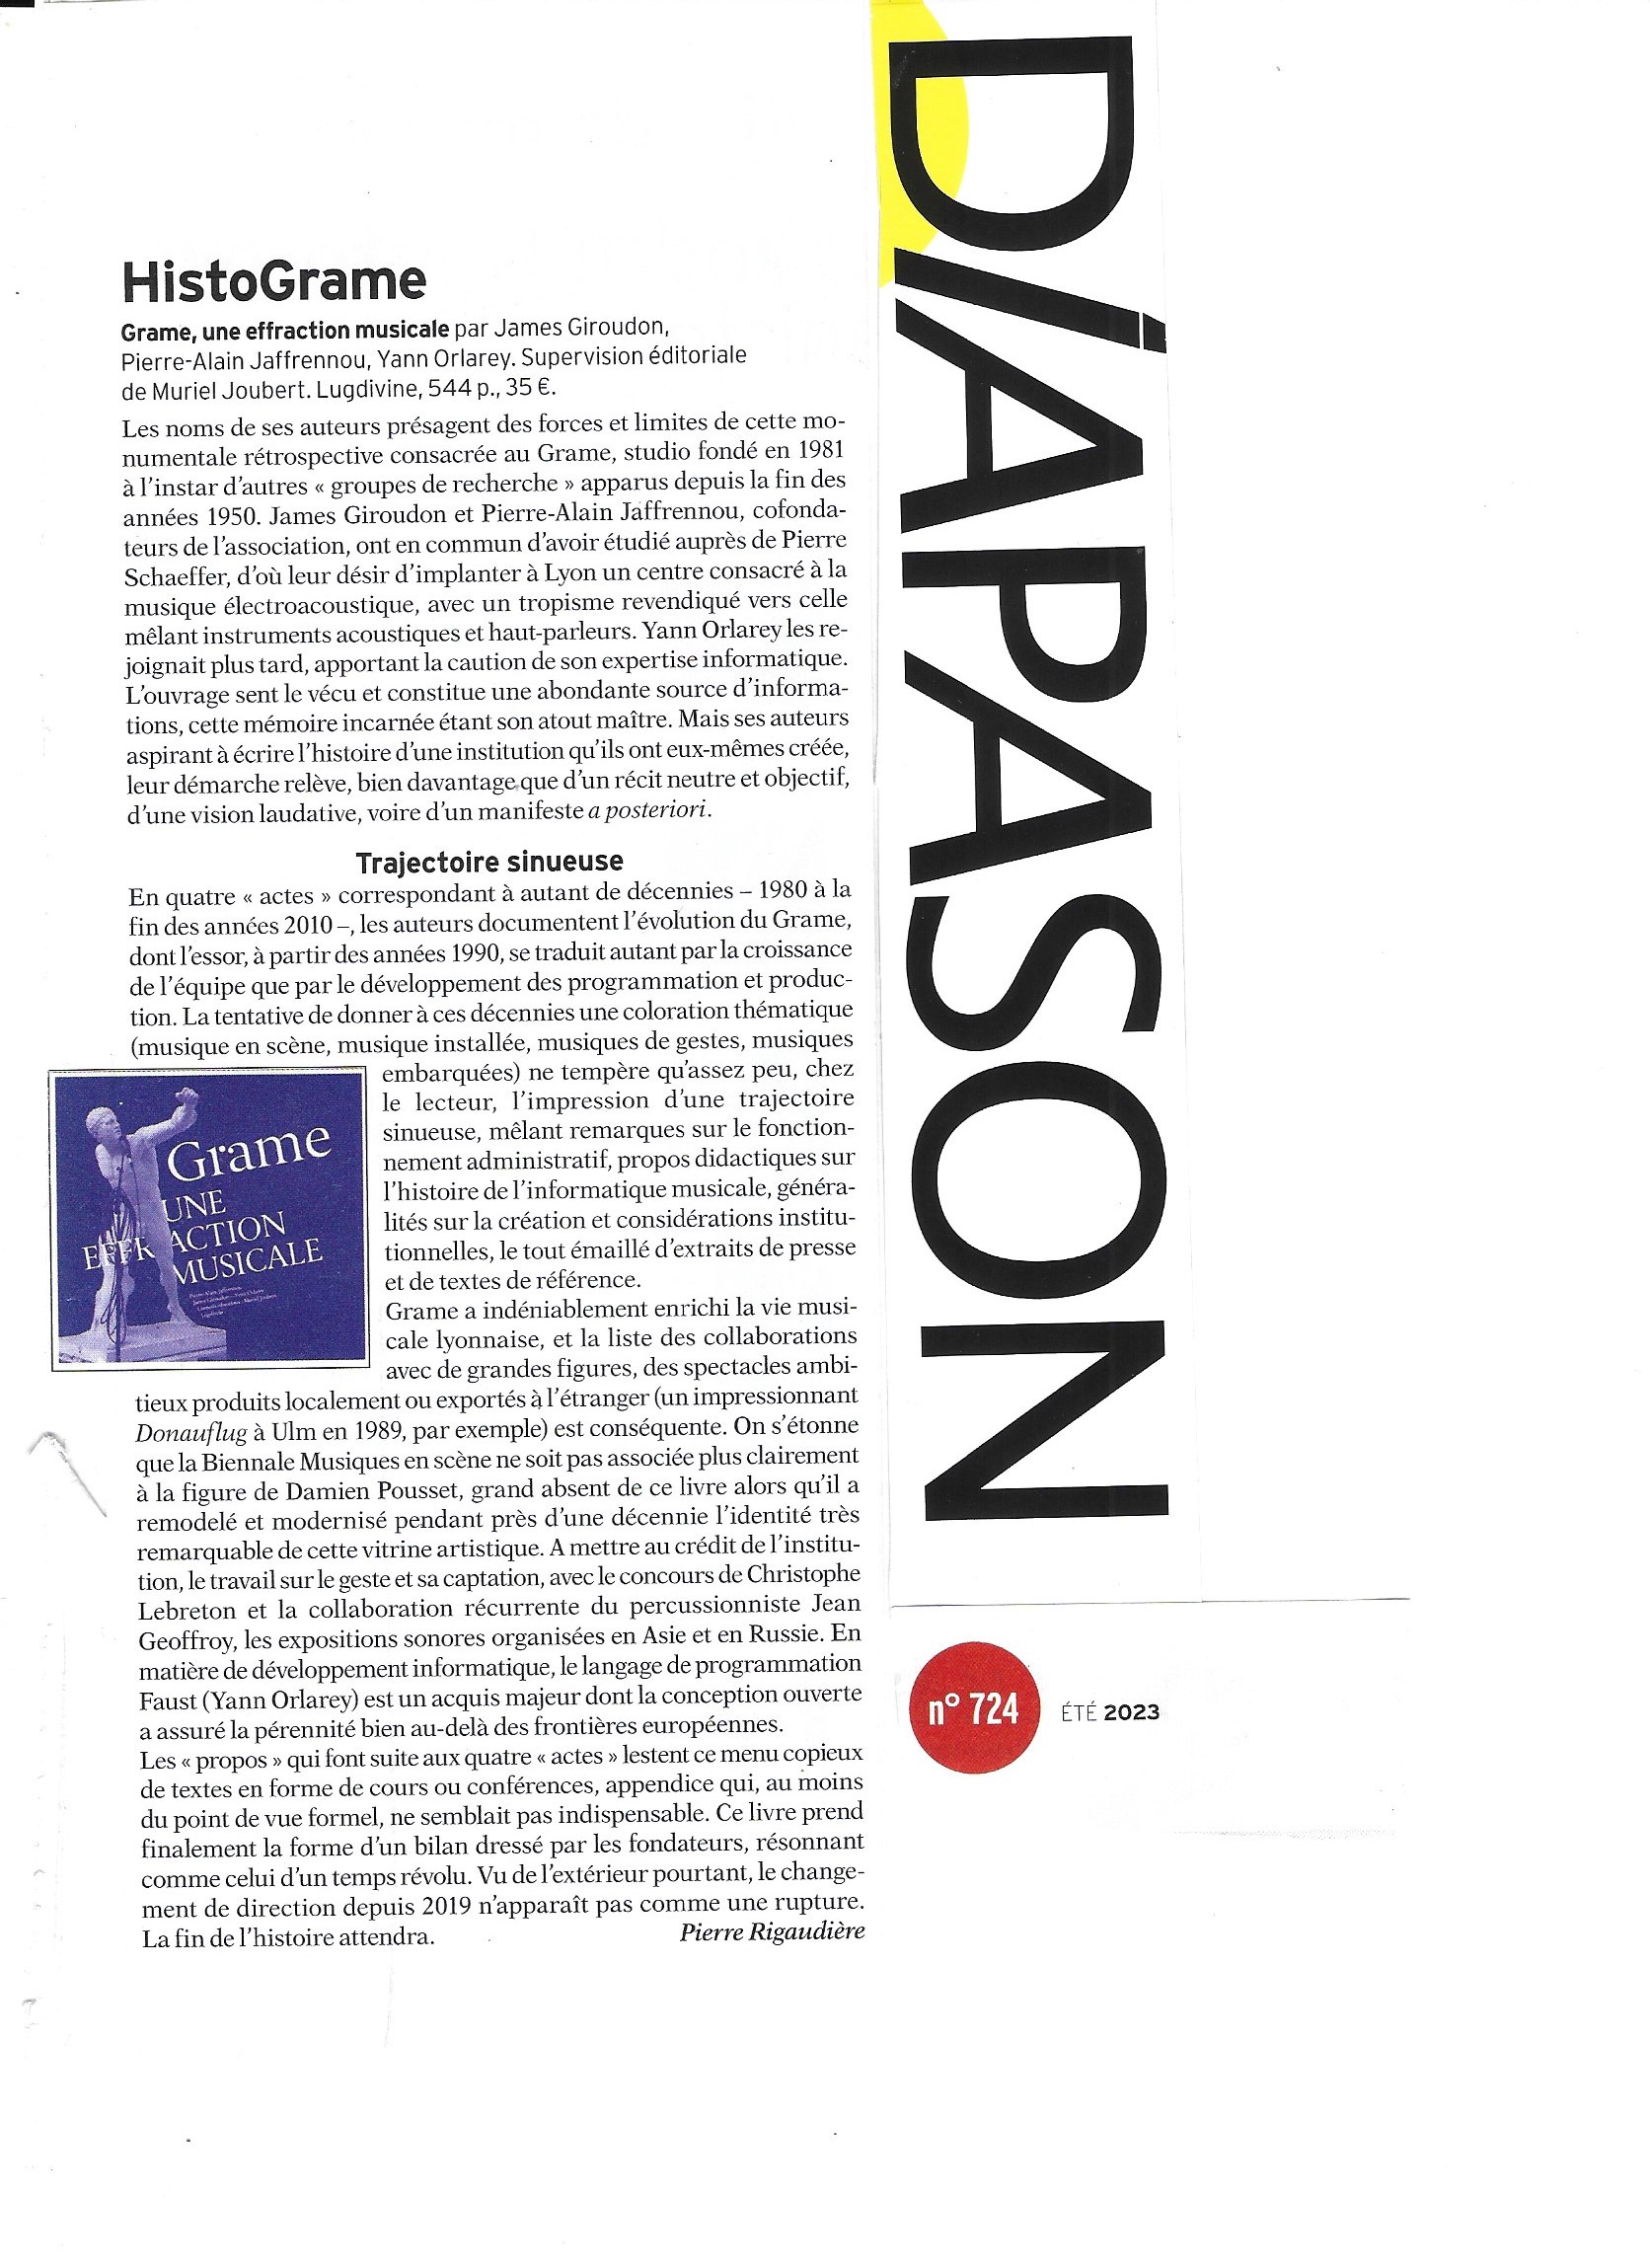 HistoGrame
Grame, une effraction musicale par James Giroudon,
Pierre-Alain Jaffrennou, Yann Orlarey. Supervision éditoriale
de Muriel Joubert. Lugdivine, 544 p., 35 €.
Les noms de ses auteurs présagent des forces et limites de cette mo-
numentale rétrospective consacrée au Grame, studio fondé en 1981
à l'instar d'autres « groupes de recherche » apparus depuis la fin des
années 1950. James Giroudon et Pierre-Alain Jaffrennou, cofonda-
teurs de l'association, ont en commun d'avoir étudié auprès de Pierre
Schaeffer, d'où leur désir d'implanter à Lyon un centre consacré à la
musique électroacoustique, avec un tropisme revendiqué vers celle
mêlant instruments acoustiques et haut-parleurs. Yann Orlarey les re-
joignait plus tard, apportant la caution de son expertise informatique.
L'ouvrage sent le vécu et constitue une abondante source d'informa-
tions, cette mémoire incarnée étant son atout maître. Mais ses auteurs
aspirant à écrire l'histoire d'une institution qu'ils ont eux-mêmes créée,
leur démarche relève, bien davantage que d'un récit neutre et objectif,
d'une vision laudative, voire d'un manifeste a posteriori.
Trajectoire sinueuse
En quatre « actes » correspondant à autant de décennies – 1980 à la
fin des années 2010 –, les auteurs documentent l'évolution du Grame,
dont l'essor, à partir des années 1990, se traduit autant par la croissance
de l'équipe que par le développement des programmation et produc-
tion. La tentative de donner à ces décennies une coloration thématique
(musique en scène, musique installée, musiques de gestes, musiques
embarquées) ne tempère qu'assez peu, chez
le lecteur, l'impression d'une trajectoire
sinueuse, mêlant remarques sur le fonction-
nement administratif, propos didactiques sur
l'histoire de l'informatique musicale, généra-
lités sur la création et considérations institu-
tionnelles, le tout émaillé d'extraits de presse
et de textes de référence.
Grame a indéniablement enrichi la vie musi-
cale lyonnaise, et la liste des collaborations
avec de grandes figures, des spectacles ambi-
tieux produits localement ou exportés à l'étranger (un impressionnant
Donauflug à Ulm en 1989, par exemple) est conséquente. On s'étonne
que la Biennale Musiques en scène ne soit pas associée plus clairement
à la figure de Damien Pousset, grand absent de ce livre alors qu'il a
remodelé et modernisé pendant près d'une décennie l'identité très
remarquable de cette vitrine artistique. A mettre au crédit de l'institu-
tion, le travail sur le geste et sa captation, avec le concours de Christophe
Lebreton et la collaboration récurrente du percussionniste Jean
Geoffroy, les expositions sonores organisées en Asie et en Russie. En
matière de développement informatique, le langage de programmation
Faust (Yann Orlarey) est un acquis majeur dont la conception ouverte
a assuré la pérennité bien au-delà des frontières européennes.
Les « propos » qui font suite aux quatre « actes » lestent ce menu copieux
de textes en forme de cours ou conférences, appendice qui, au moins
du point de vue formel, ne semblait pas indispensable. Ce livre prend
finalement la forme d'un bilan dressé par les fondateurs, résonnant
comme celui d'un temps révolu. Vu de l'extérieur pourtant, le change-
ment de direction depuis 2019 n'apparaît pas comme une rupture.
La fin de l'histoire attendra.
Pierre Rigaudière
Grame
UNE
EFFRACTION
MUSICALE
DIAPASON
n° 724
ÉTÉ 2023